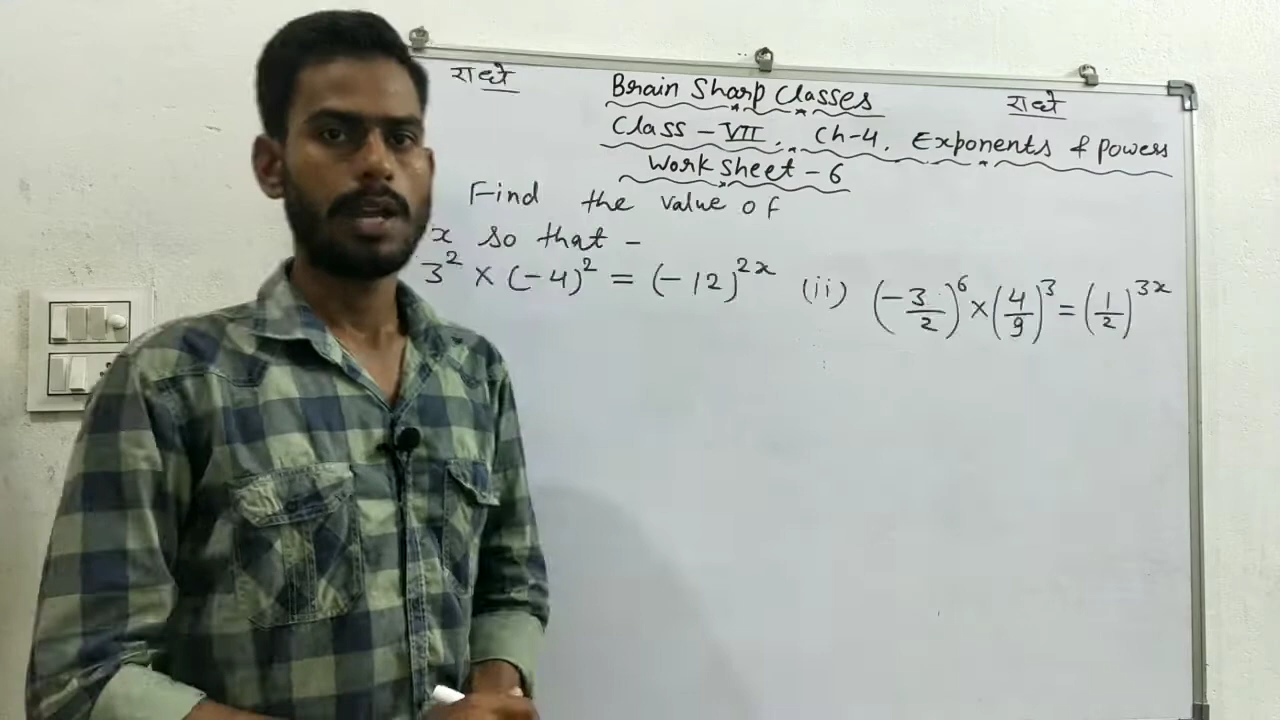 राधे
Brain Sharp Classes
राधे
Class - VII. Ch-4. Exponents & Powers
Work Sheet - 6
Find the value of
x so that -
3² × (-4)² = (-12)^2x (ii) (-3/2)^6 × (4/9)^3 = (1/2)^3x